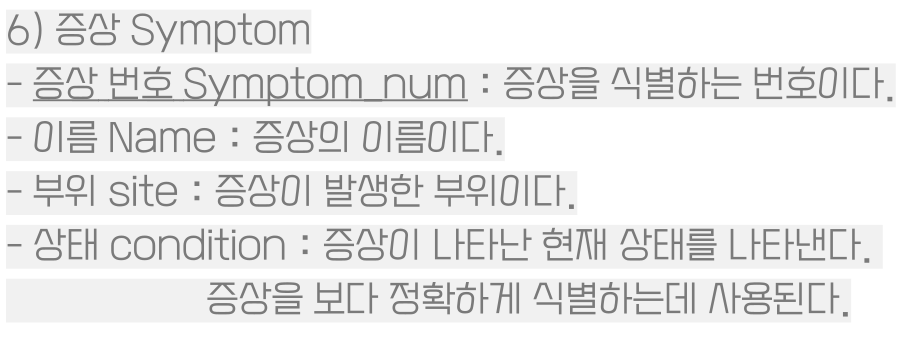 6) 증상 Symptom
- 증상 번호 Symptom_num : 증상을 식별하는 번호이다.
- 이름 Name : 증상의 이름이다.
- 부위 site : 증상이 발생한 부위이다.
- 상태 condition : 증상이 나타난 현재 상태를 나타낸다.
증상을 보다 정확하게 식별하는데 사용된다.